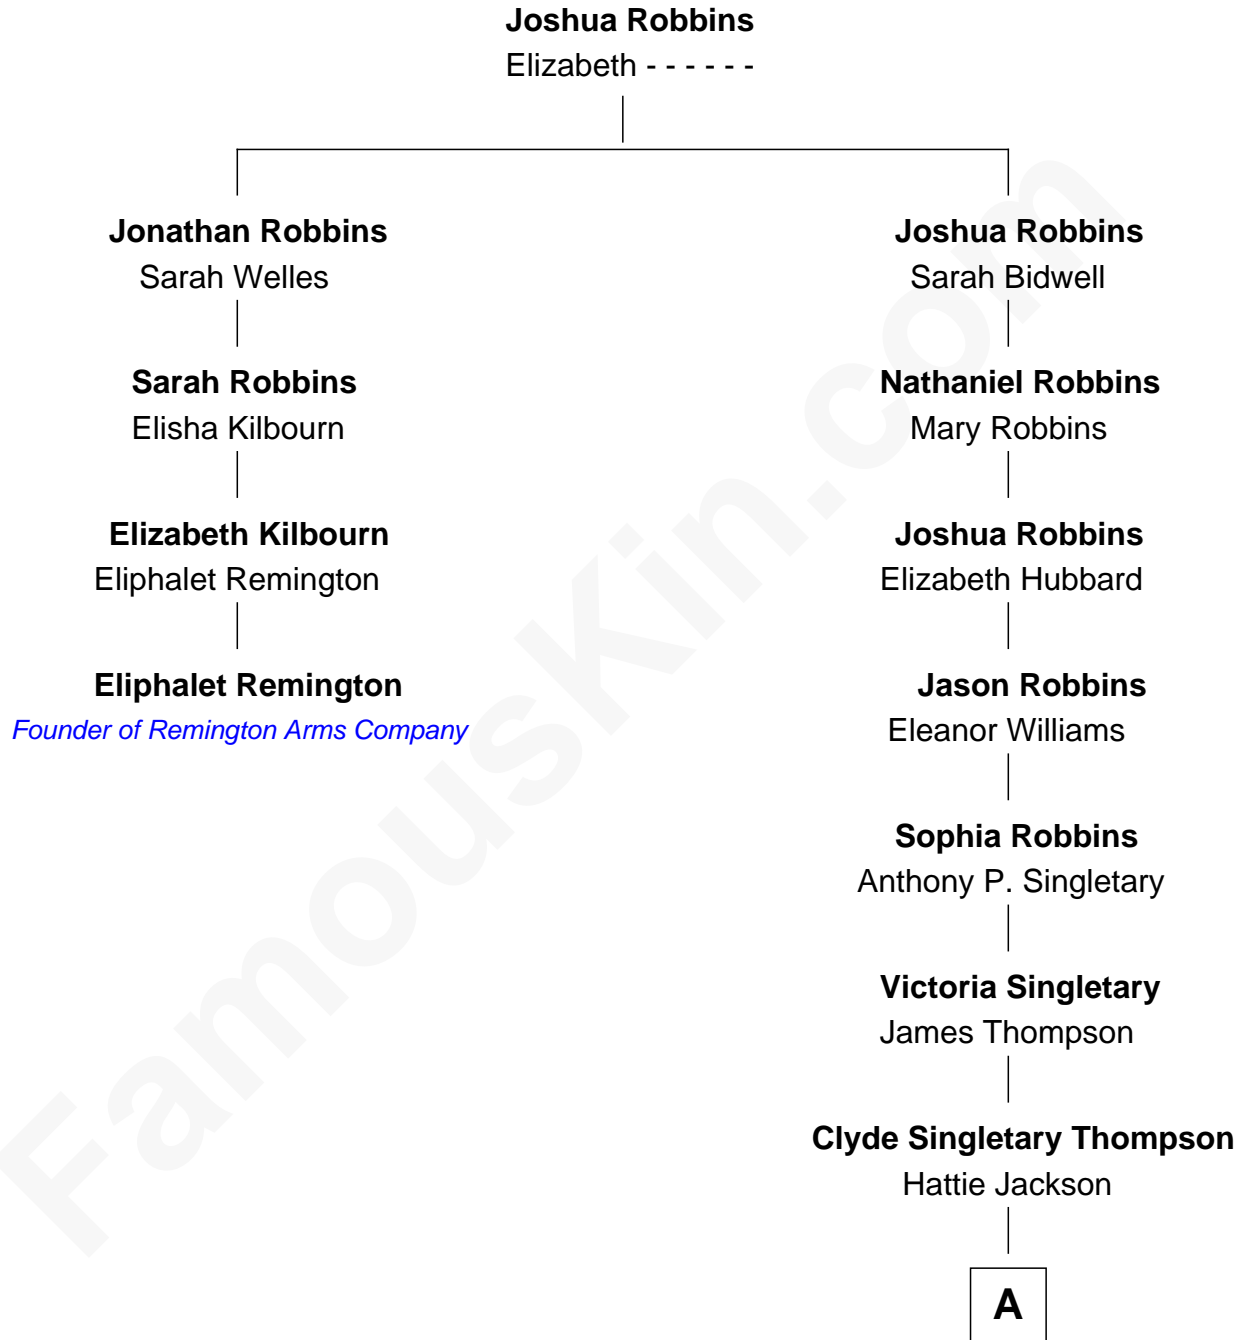 Joshua Robbins
Elizabeth - - - - - -
Jonathan Robbins
Sarah Welles
Joshua Robbins
Sarah Bidwell
Sarah Robbins
Elisha Kilbourn
Nathaniel Robbins
Mary Robbins
Elizabeth Kilbourn
Eliphalet Remington
Joshua Robbins
Elizabeth Hubbard
Eliphalet Remington
Founder of Remington Arms Company
Jason Robbins
Eleanor Williams
Sophia Robbins
Anthony P. Singletary
Victoria Singletary
James Thompson
Clyde Singletary Thompson
Hattie Jackson
A
FamousKin.com